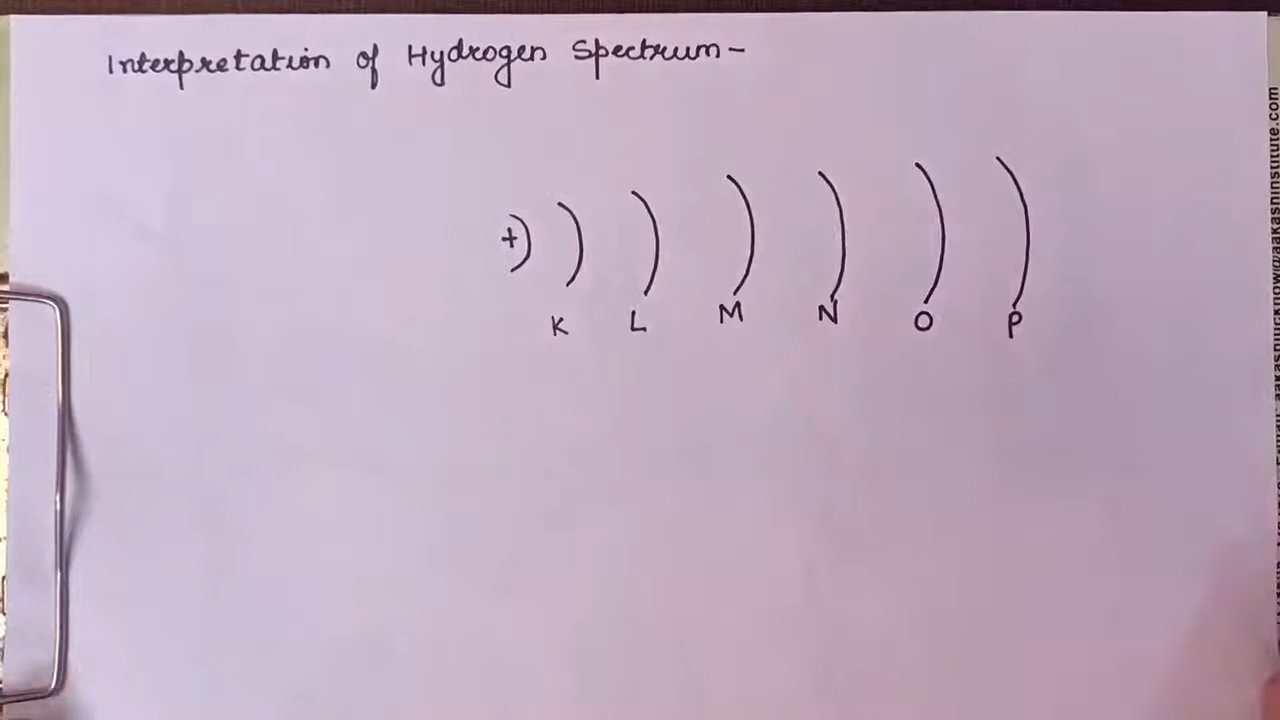 Interpretation of Hydrogen Spectrum-
+
K L M N O P